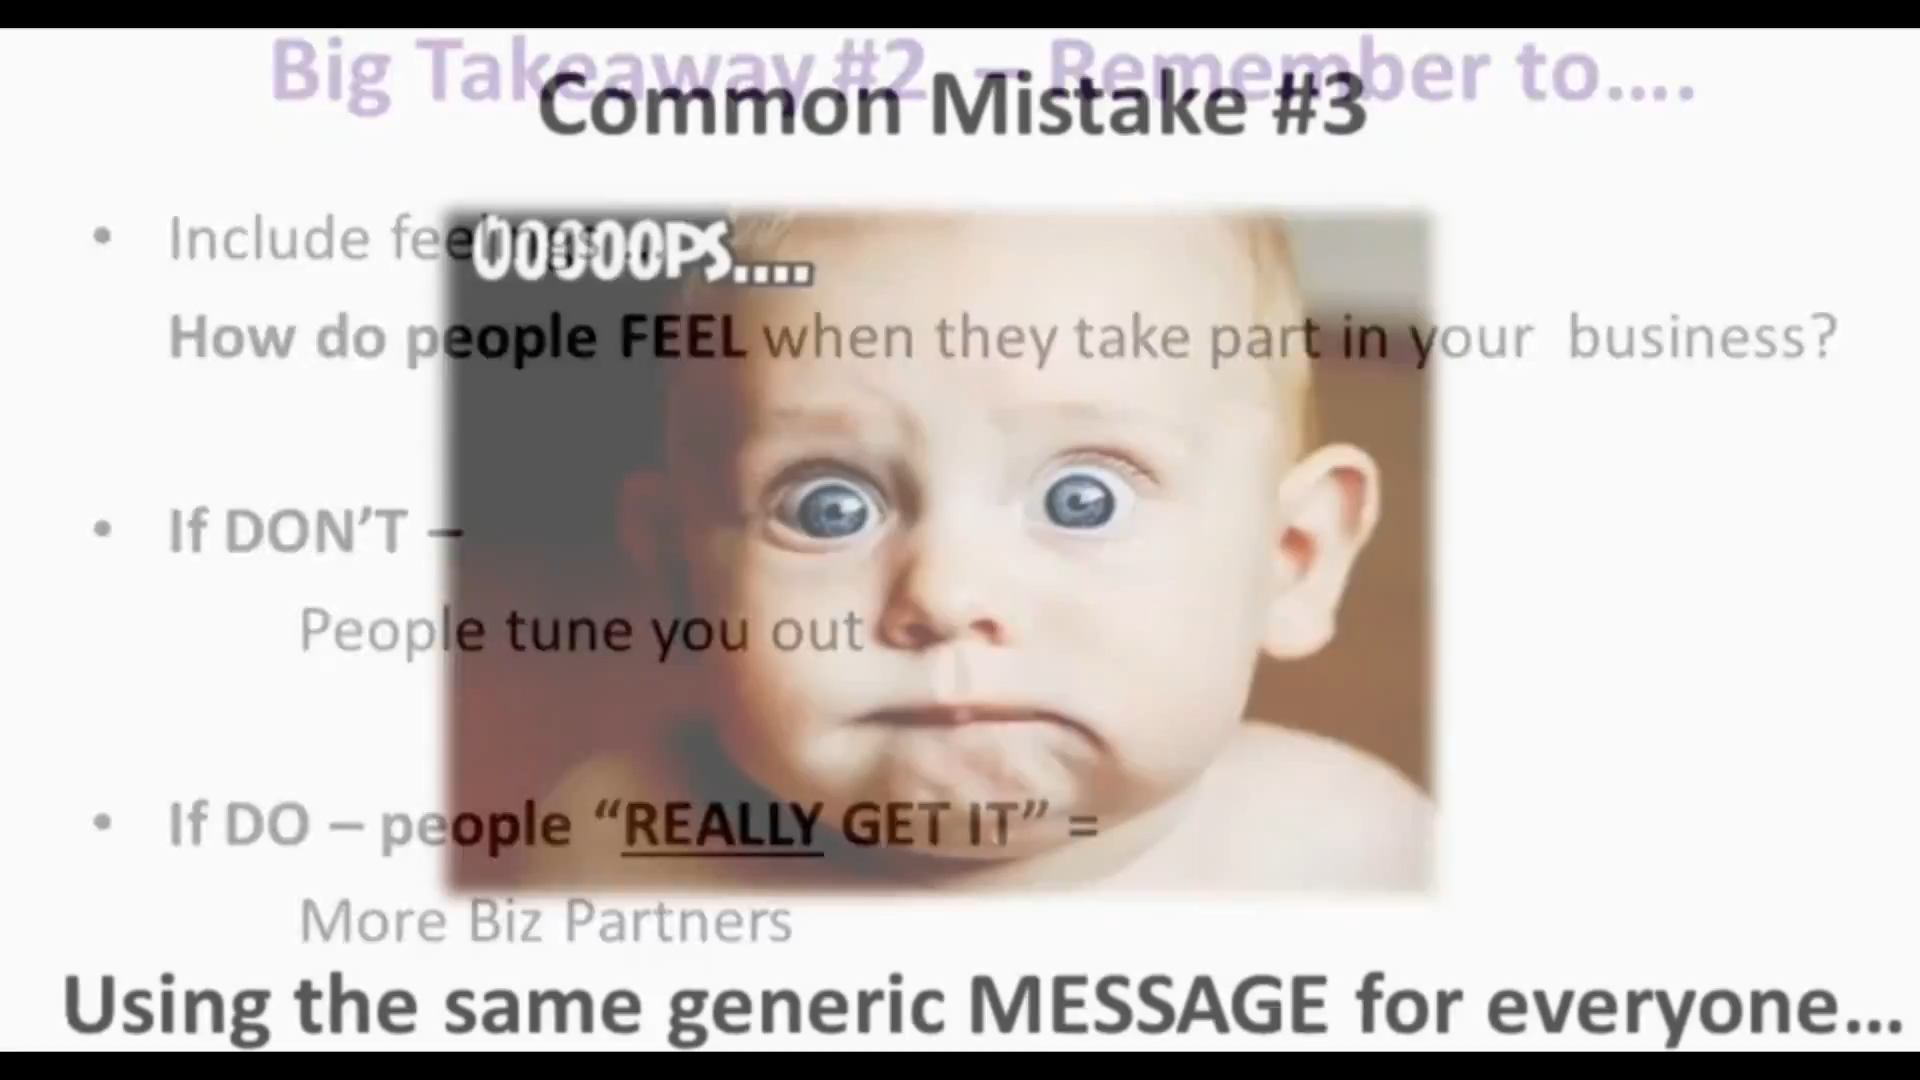 Big Takeaway #2 – Remember to….
Common Mistake #3
• Include feelings….
OOOOOPS....
How do people FEEL when they take part in your business?
• If DON’T –
People tune you out
• If DO – people “REALLY GET IT” =
More Biz Partners
Using the same generic MESSAGE for everyone...